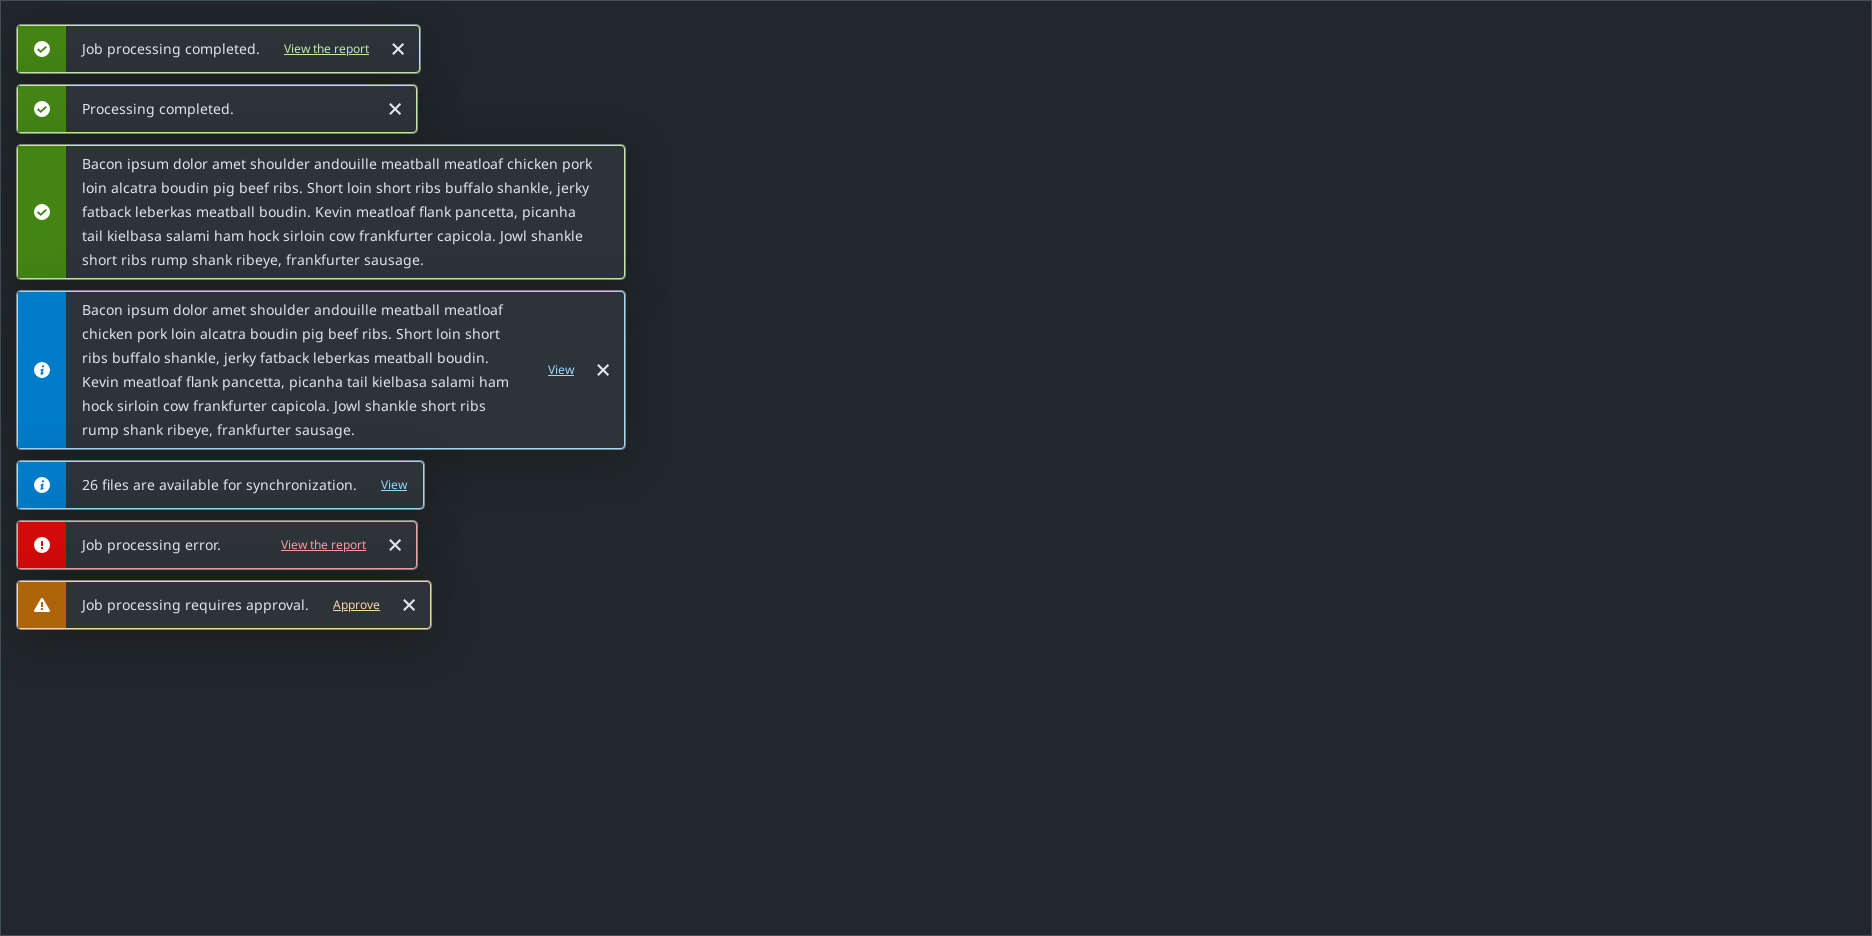 Job processing completed. View the report
Processing completed.
Bacon ipsum dolor amet shoulder andouille meatball meatloaf chicken pork
loin alcatra boudin pig beef ribs. Short loin short ribs buffalo shankle, jerky
fatback leberkas meatball boudin. Kevin meatloaf flank pancetta, picanha
tail kielbasa salami ham hock sirloin cow frankfurter capicola. Jowl shankle
short ribs rump shank ribeye, frankfurter sausage.
Bacon ipsum dolor amet shoulder andouille meatball meatloaf
chicken pork loin alcatra boudin pig beef ribs. Short loin short
ribs buffalo shankle, jerky fatback leberkas meatball boudin.
Kevin meatloaf flank pancetta, picanha tail kielbasa salami ham
hock sirloin cow frankfurter capicola. Jowl shankle short ribs
rump shank ribeye, frankfurter sausage.
View
26 files are available for synchronization. View
Job processing error. View the report
Job processing requires approval. Approve